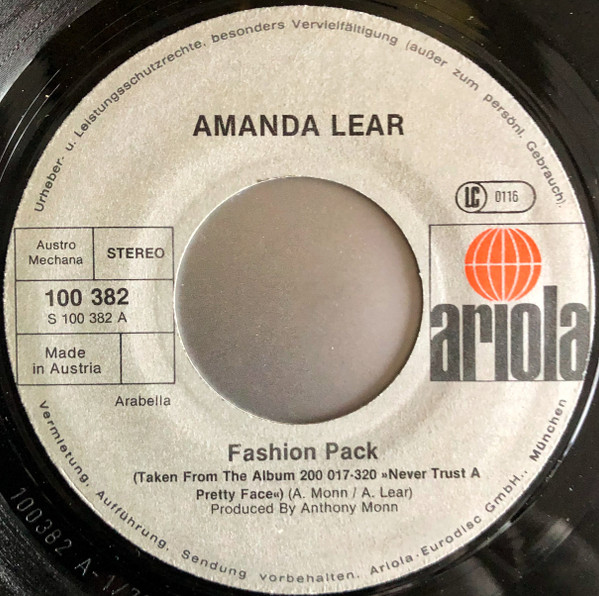 Urheber- u. Leistungsschutzrechte, besonders Vervielfältigung (außer zum persönl. Gebrauch).
AMANDA LEAR
LC 0116
Austro
Mechana
STEREO
100 382
S 100 382 A
Made
in Austria
Arabella
ariola
Fashion Pack
(Taken From The Album 200 017-320 »Never Trust A
Pretty Face«) (A. Monn / A. Lear)
Produced By Anthony Monn
Vermietung, Aufführung, Sendung vorbehalten. Ariola-Eurodisc GmbH., München
100382 A-1/